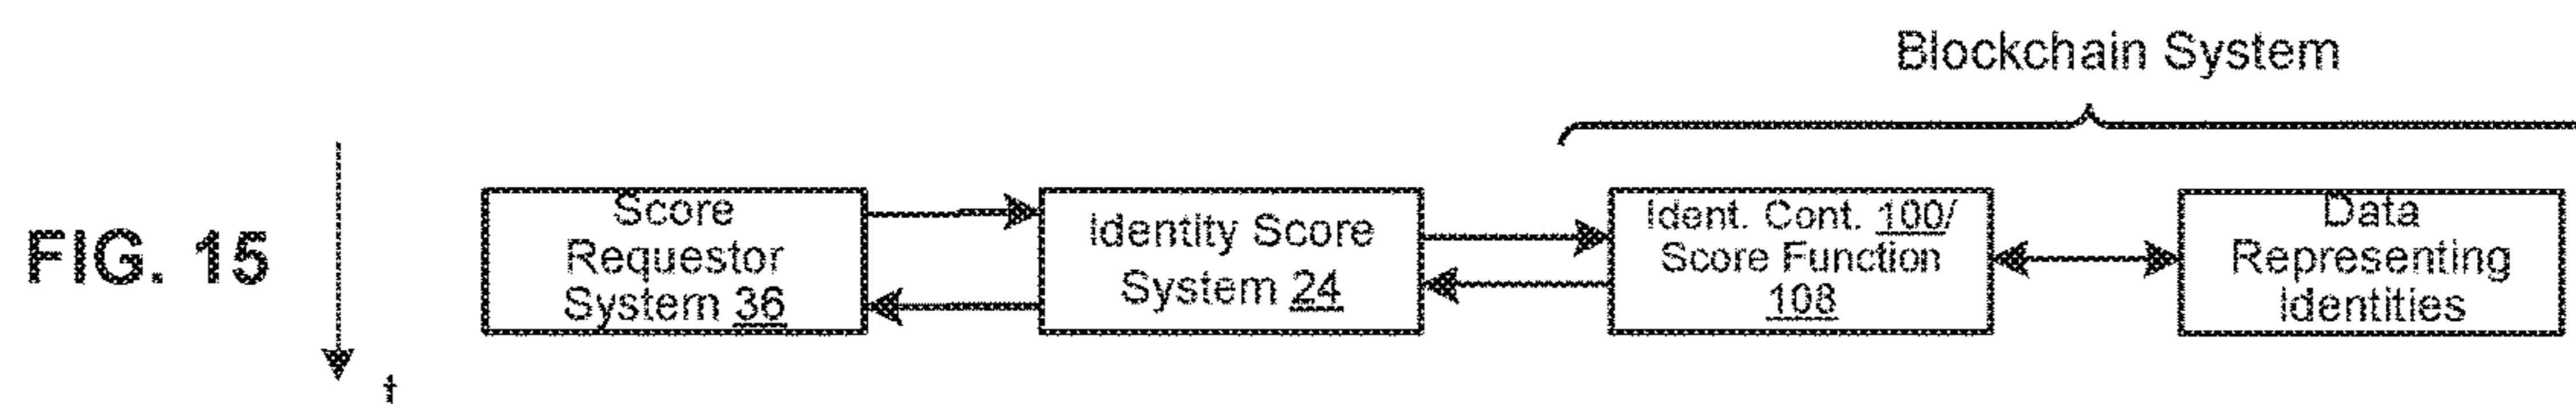 Blockchain System
FIG. 15
t
Score
Requestor
System 36
Identity Score
System 24
Ident. Cont. 100/
Score Function
108
Data
Representing
Identities